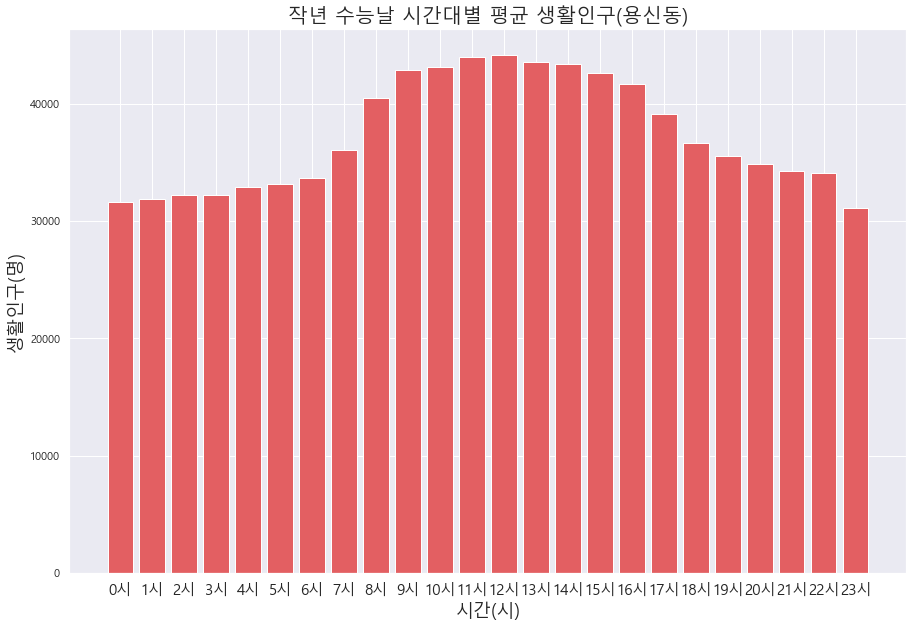 작년 수능날 시간대별 평균 생활인구(용신동)
생활인구(명)
40000
30000
20000
10000
0
0시 1시 2시 3시 4시 5시 6시 7시 8시 9시 10시 11시 12시 13시 14시 15시 16시 17시 18시 19시 20시 21시 22시 23시
시간(시)